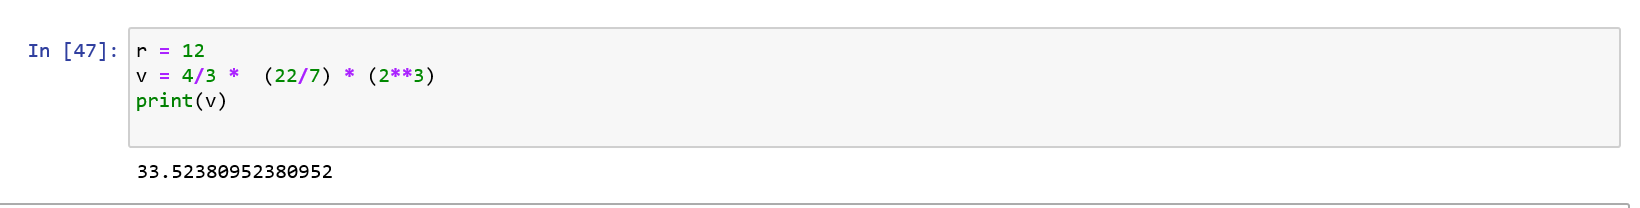 In [47]: r = 12
v = 4/3 *  (22/7) * (2**3)
print(v)
33.52380952380952